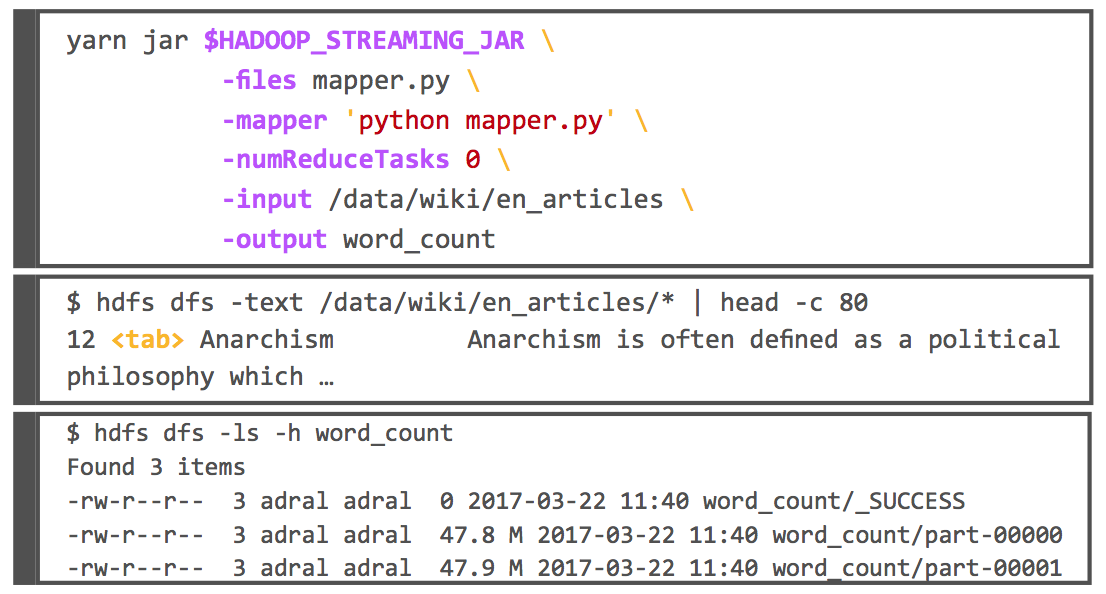 yarn jar $HADOOP_STREAMING_JAR \
-files mapper.py \
-mapper 'python mapper.py' \
-numReduceTasks 0 \
-input /data/wiki/en_articles \
-output word_count
$ hdfs dfs -text /data/wiki/en_articles/* | head -c 80
12 <tab> Anarchism Anarchism is often defined as a political
philosophy which …
$ hdfs dfs -ls -h word_count
Found 3 items
-rw-r--r-- 3 adral adral 0 2017-03-22 11:40 word_count/_SUCCESS
-rw-r--r-- 3 adral adral 47.8 M 2017-03-22 11:40 word_count/part-00000
-rw-r--r-- 3 adral adral 47.9 M 2017-03-22 11:40 word_count/part-00001